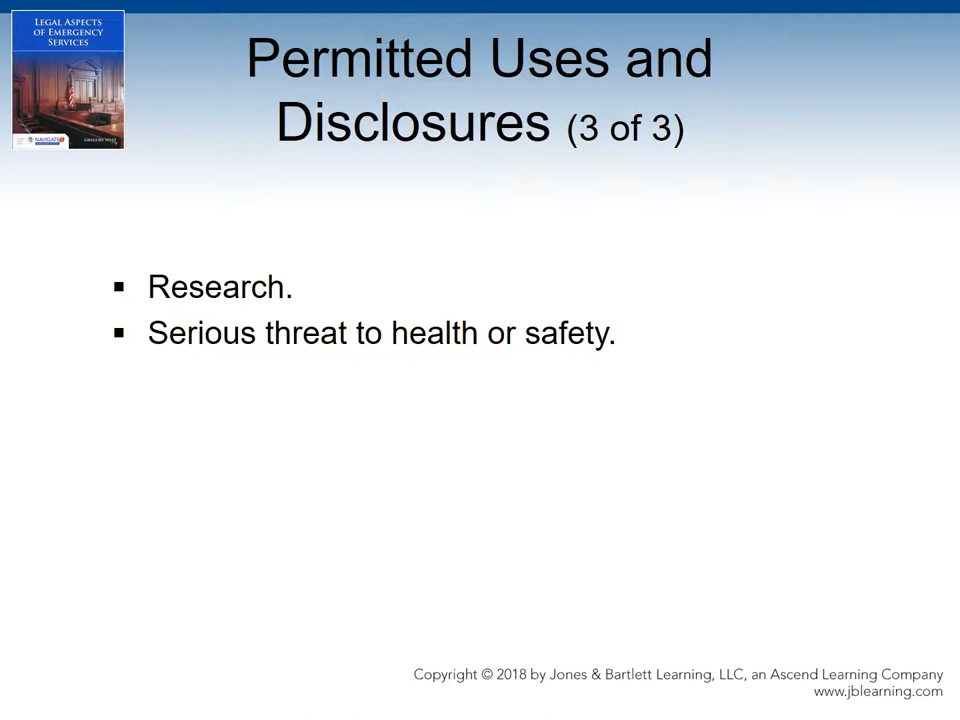 LEGAL ASPECTS
OF EMERGENCY
SERVICES
NAVIGATE
GREGORY WEST
Permitted Uses and
Disclosures (3 of 3)
▪ Research.
▪ Serious threat to health or safety.
Copyright © 2018 by Jones & Bartlett Learning, LLC, an Ascend Learning Company
www.jblearning.com